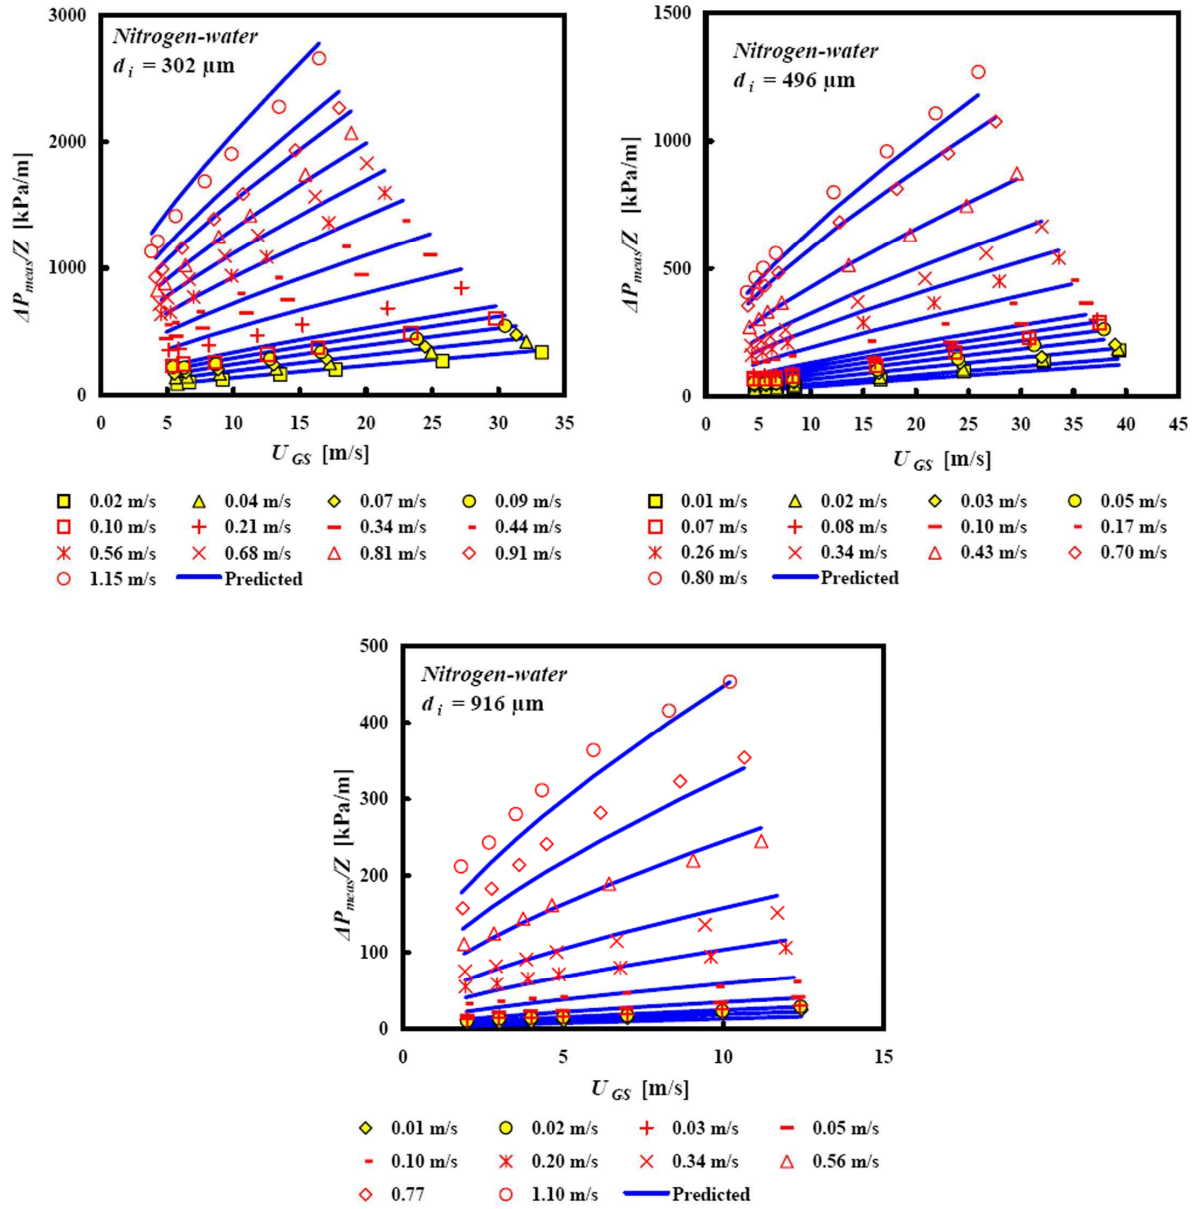 Nitrogen-water
d i = 302 µm
3000
2000
1000
0
ΔP meas/Z [kPa/m]
0 5 10 15 20 25 30 35
U GS [m/s]
0.02 m/s 0.04 m/s 0.07 m/s 0.09 m/s
0.10 m/s 0.21 m/s 0.34 m/s 0.44 m/s
0.56 m/s 0.68 m/s 0.81 m/s 0.91 m/s
1.15 m/s Predicted
Nitrogen-water
d i = 496 µm
1500
1000
500
0
ΔP meas/Z [kPa/m]
0 5 10 15 20 25 30 35 40 45
U GS [m/s]
0.01 m/s 0.02 m/s 0.03 m/s 0.05 m/s
0.07 m/s 0.08 m/s 0.10 m/s 0.17 m/s
0.26 m/s 0.34 m/s 0.43 m/s 0.70 m/s
0.80 m/s Predicted
Nitrogen-water
d i = 916 µm
500
400
300
200
100
0
ΔP meas/Z [kPa/m]
0 5 10 15
U GS [m/s]
0.01 m/s 0.02 m/s 0.03 m/s 0.05 m/s
0.10 m/s 0.20 m/s 0.34 m/s 0.56 m/s
0.77 1.10 m/s Predicted